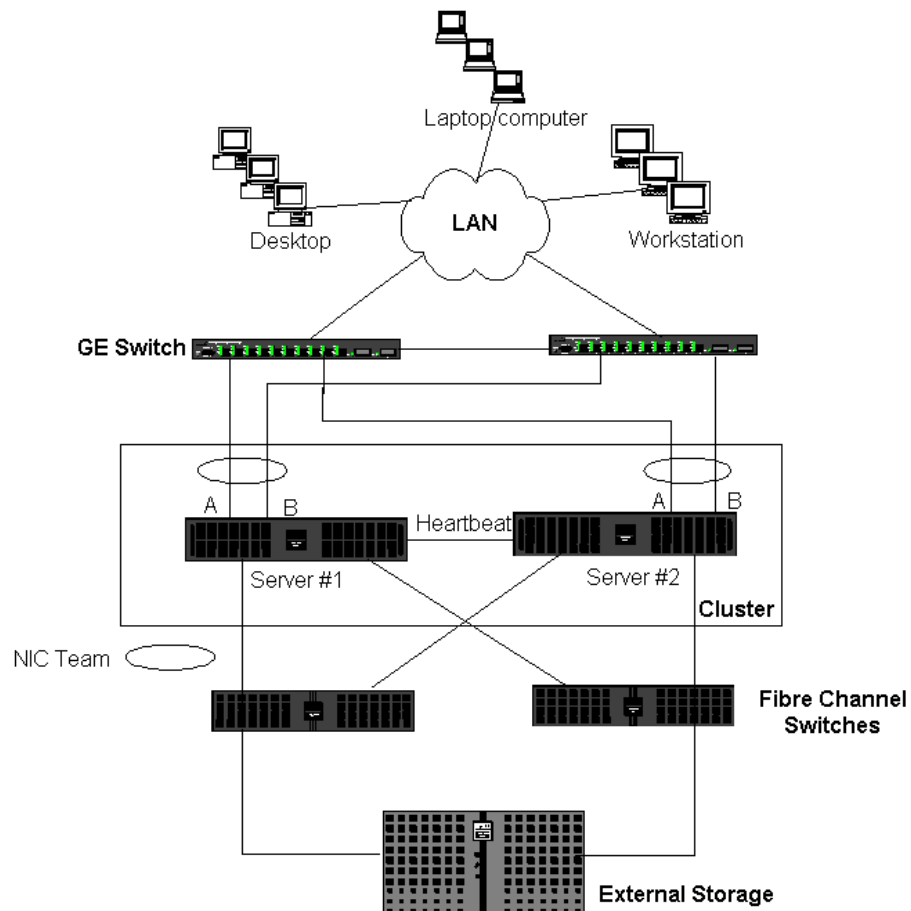 Laptop computer
LAN
Desktop
Workstation
GE Switch
A
B
A
B
Heartbeat
Server #1
Server #2
Cluster
NIC Team
Fibre Channel
Switches
External Storage